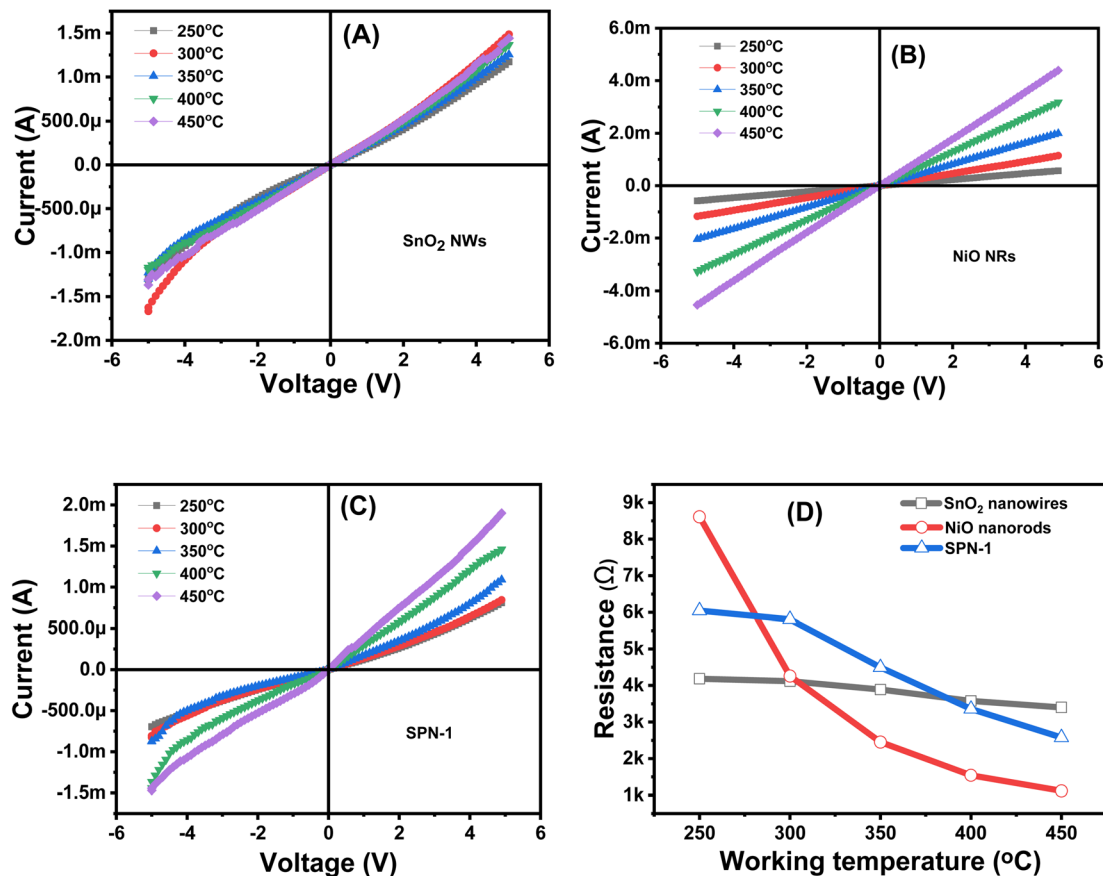 (A)
250°C
300°C
350°C
400°C
450°C
SnO₂ NWs
1.5m
1.0m
500.0μ
0.0
-500.0μ
-1.0m
-1.5m
-2.0m
Current (A)
-6 -4 -2 0 2 4 6
Voltage (V)
(B)
250°C
300°C
350°C
400°C
450°C
NiO NRs
6.0m
4.0m
2.0m
0.0
-2.0m
-4.0m
-6.0m
Current (A)
-6 -4 -2 0 2 4 6
Voltage (V)
(C)
250°C
300°C
350°C
400°C
450°C
SPN-1
2.0m
1.5m
1.0m
500.0μ
0.0
-500.0μ
-1.0m
-1.5m
Current (A)
-6 -4 -2 0 2 4 6
Voltage (V)
(D)
SnO₂ nanowires
NiO nanorods
SPN-1
9k
8k
7k
6k
5k
4k
3k
2k
1k
Resistance (Ω)
250 300 350 400 450
Working temperature (°C)